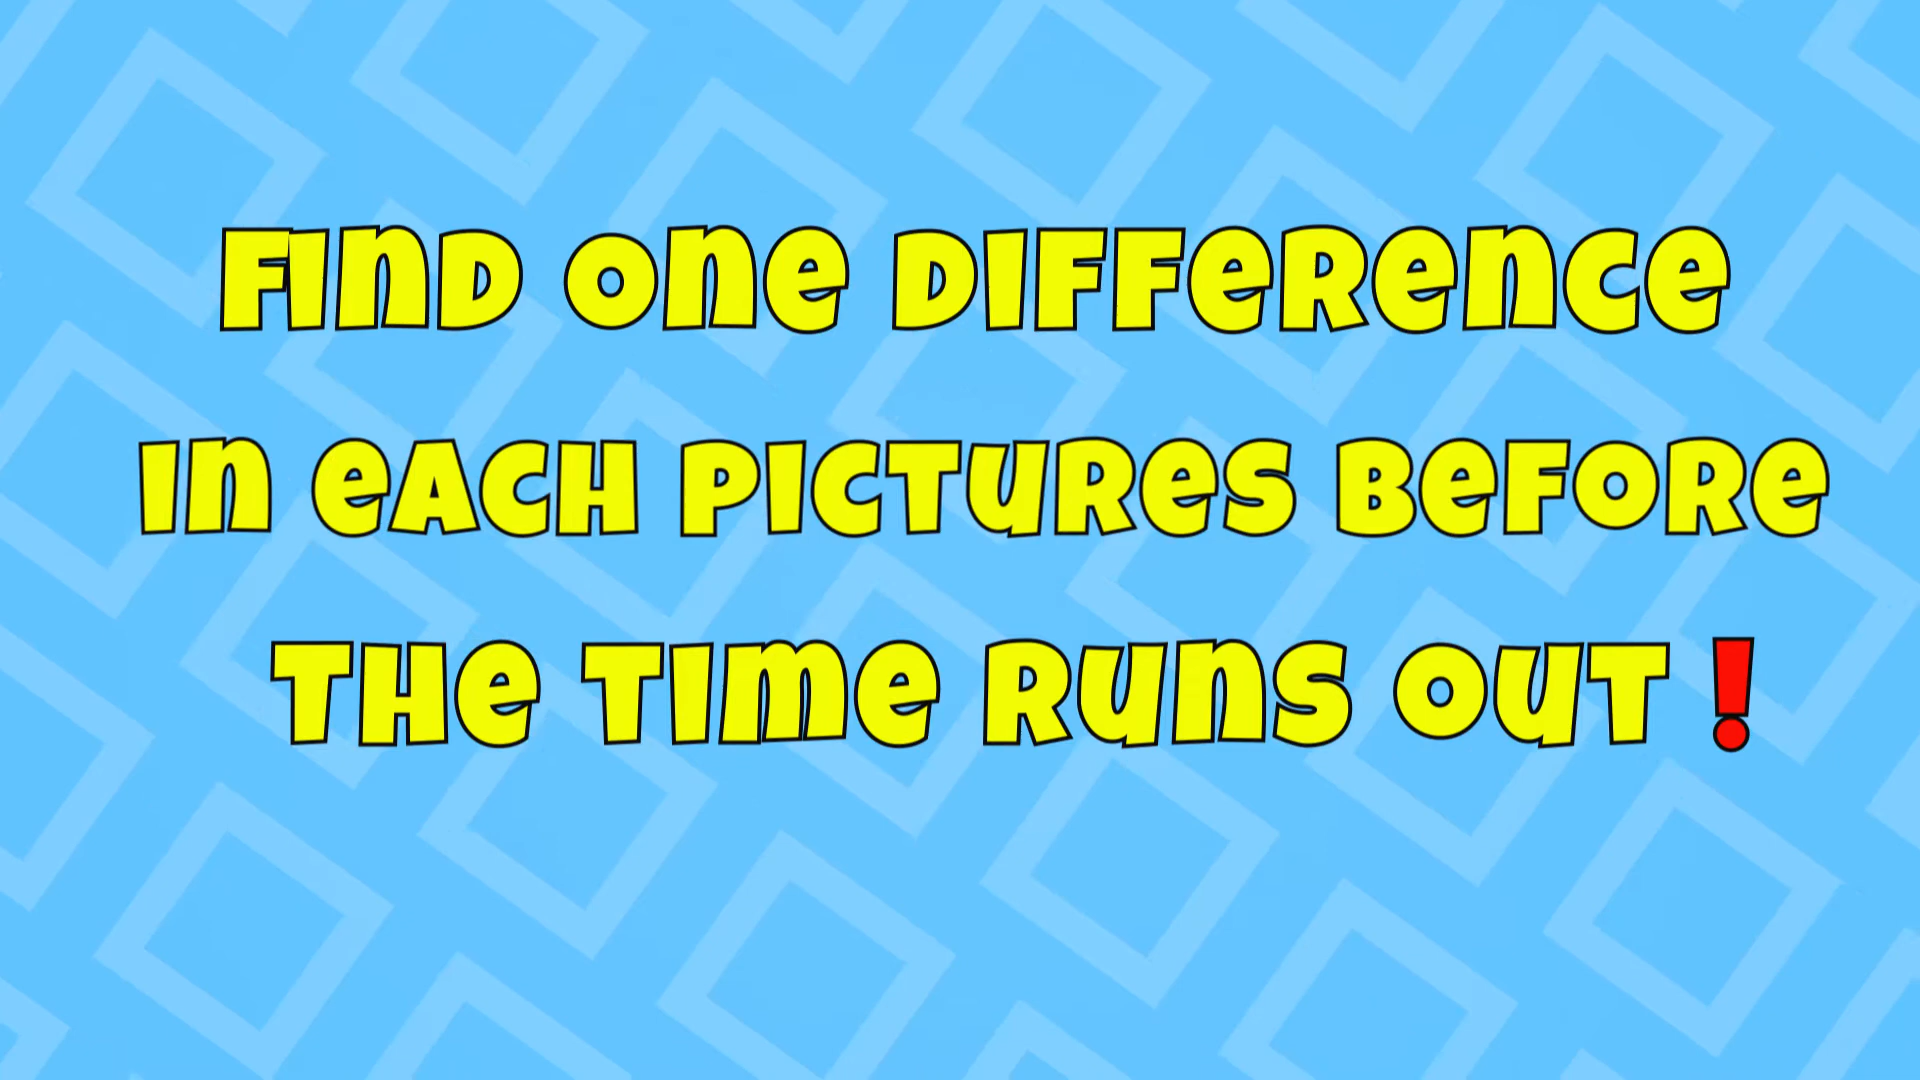 FIND ONE DIFFERENCE
IN EACH PICTURES BEFORE
THE TIME RUNS OUT !